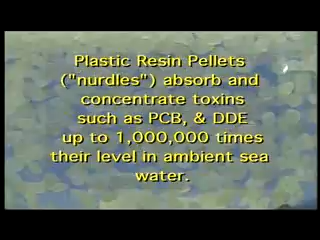 Plastic Resin Pellets
("nurdles") absorb and
concentrate toxins
such as PCB, & DDE
up to 1,000,000 times
their level in ambient sea
water.